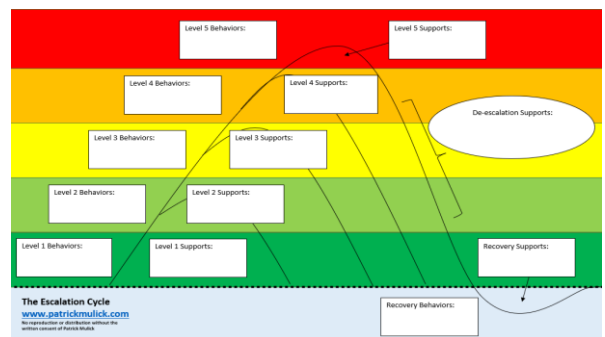 Level 5 Behaviors:
Level 5 Supports:
Level 4 Behaviors:
Level 4 Supports:
De-escalation Supports:
Level 3 Behaviors:
Level 3 Supports:
Level 2 Behaviors:
Level 2 Supports:
Level 1 Behaviors:
Level 1 Supports:
Recovery Supports:
The Escalation Cycle
www.patrickmulick.com
No reproduction or distribution without the
written consent of Patrick Mulick
Recovery Behaviors: